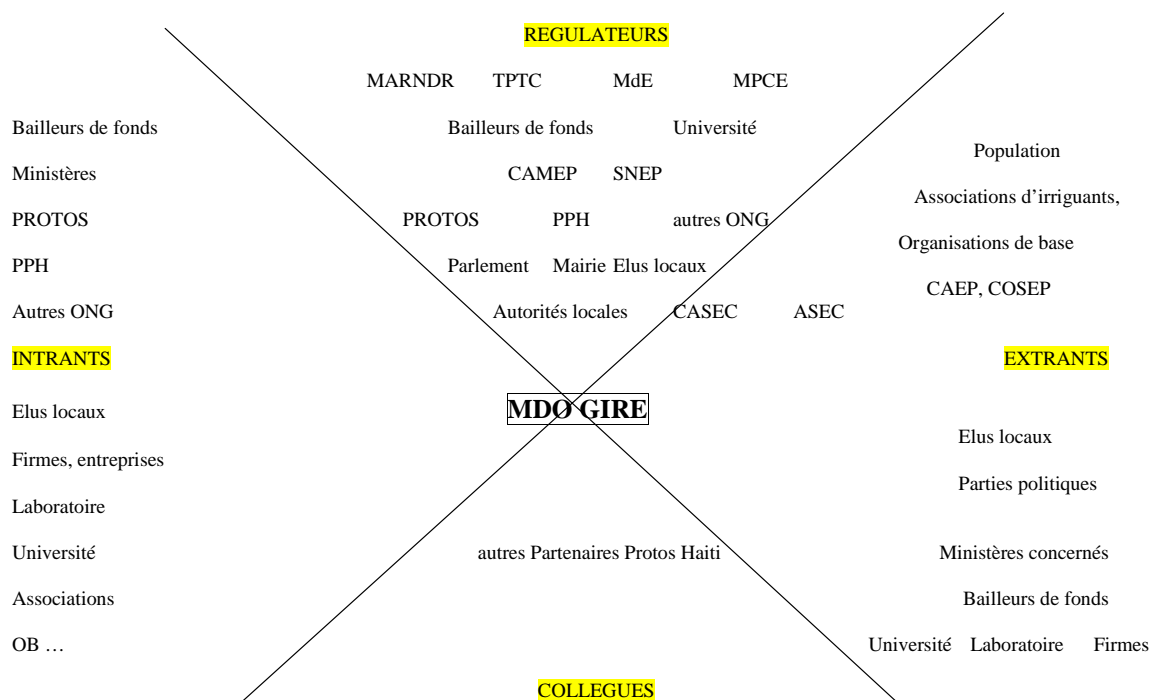 REGULATEURS
MARNDR TPTC MdE MPCE
Bailleurs de fonds Bailleurs de fonds Université
Population
Ministères CAMEP SNEP
Associations d’irriguants,
PROTOS PROTOS PPH autres ONG
Organisations de base
PPH Parlement Mairie Elus locaux
CAEP, COSEP
Autres ONG Autorités locales CASEC ASEC
INTRANTS EXTRANTS
Elus locaux MDO GIRE
Elus locaux
Firmes, entreprises
Parties politiques
Laboratoire
Université autres Partenaires Protos Haiti Ministères concernés
Associations Bailleurs de fonds
OB … Université Laboratoire Firmes
COLLEGUES